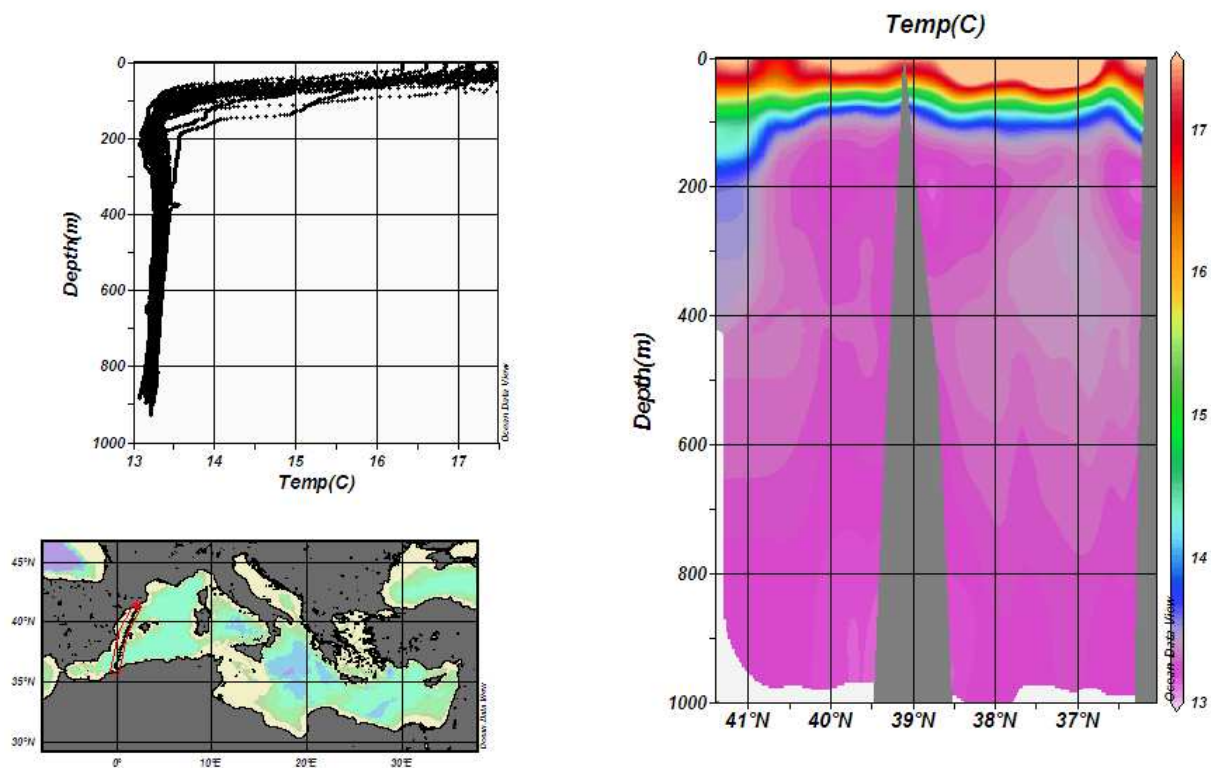 Temp(C)
0
200
400
600
800
1000
Depth(m)
13
14
15
16
17
Temp(C)
Ocean Data View
45°N
40°N
35°N
30°N
0°
10°E
20°E
30°E
Ocean Data View
0
200
400
600
800
1000
Depth(m)
41°N
40°N
39°N
38°N
37°N
Ocean Data View
17
16
15
14
13